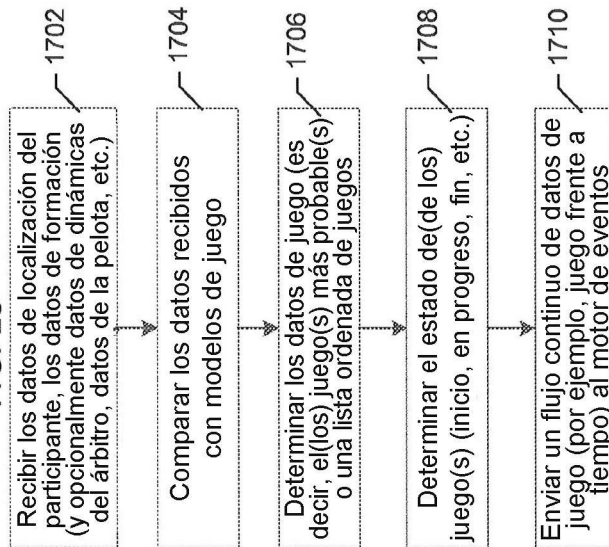 Recibir los datos de localización del
participante, los datos de formación
(y opcionalmente datos de dinámicas
del árbitro, datos de la pelota, etc.)
1702
Comparar los datos recibidos
con modelos de juego
1704
Determinar los datos de juego (es
decir, el(los) juego(s) más probable(s)
o una lista ordenada de juegos
1706
Determinar el estado de(de los)
juego(s) (inicio, en progreso, fin, etc.)
1708
Enviar un flujo continuo de datos de
juego (por ejemplo, juego frente a
tiempo) al motor de eventos
1710